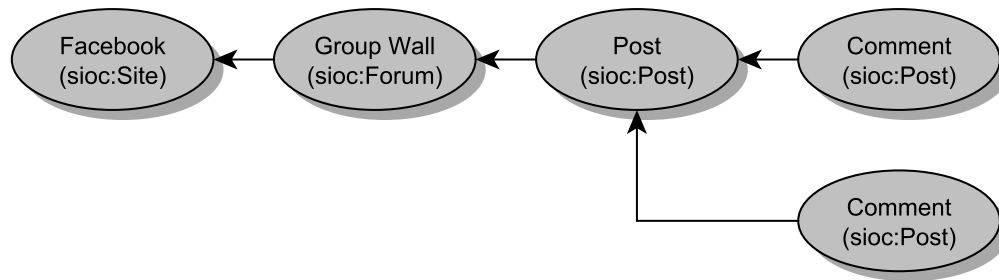 Facebook
(sioc:Site)
Group Wall
(sioc:Forum)
Post
(sioc:Post)
Comment
(sioc:Post)
Comment
(sioc:Post)